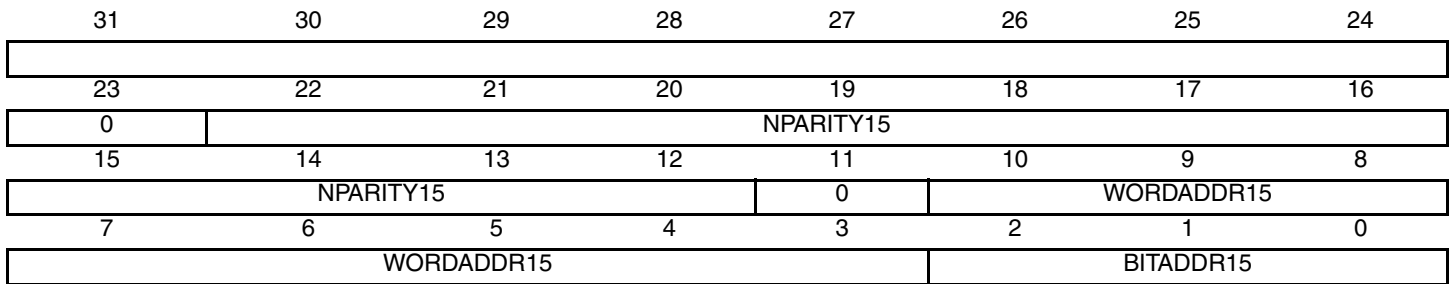 31 30 29 28 27 26 25 24
23 22 21 20 19 18 17 16
0 NPARITY15
15 14 13 12 11 10 9 8
NPARITY15 0 WORDADDR15
7 6 5 4 3 2 1 0
WORDADDR15 BITADDR15